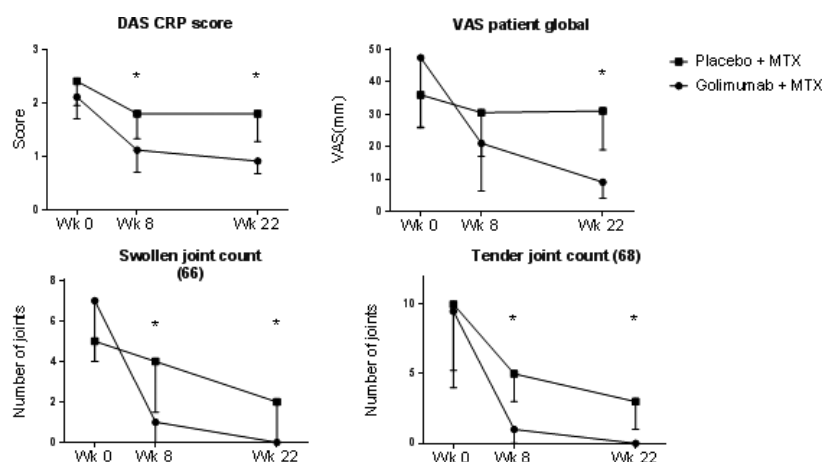 DAS CRP score
3
2
1
0
Score
* *
Wk 0 Wk 8 Wk 22
VAS patient global
50
40
30
20
10
0
VAS(mm)
*
Wk 0 Wk 8 Wk 22
Placebo + MTX
Golimumab + MTX
Swollen joint count
(66)
8
6
4
2
0
Number of joints
* *
Wk 0 Wk 8 Wk 22
Tender joint count (68)
10
5
0
Number of joints
* *
Wk 0 Wk 8 Wk 22